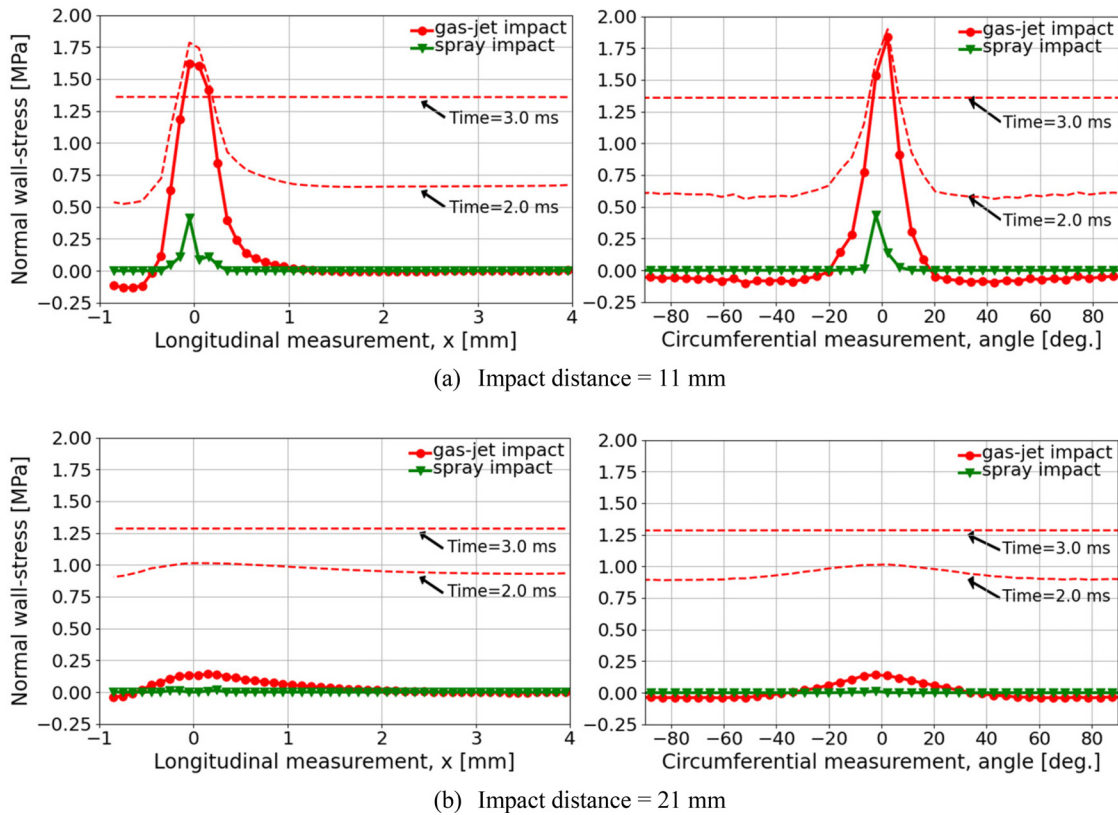 2.00
1.75
1.50
1.25
1.00
0.75
0.50
0.25
0.00
−0.25
Normal wall-stress [MPa]
gas-jet impact
spray impact
Time=3.0 ms
Time=2.0 ms
−1 0 1 2 3 4
Longitudinal measurement, x [mm]
2.00
1.75
1.50
1.25
1.00
0.75
0.50
0.25
0.00
−0.25
gas-jet impact
spray impact
Time=3.0 ms
Time=2.0 ms
−80 −60 −40 −20 0 20 40 60 80
Circumferential measurement, angle [deg.]
(a) Impact distance = 11 mm
2.00
1.75
1.50
1.25
1.00
0.75
0.50
0.25
0.00
−0.25
Normal wall-stress [MPa]
gas-jet impact
spray impact
Time=3.0 ms
Time=2.0 ms
−1 0 1 2 3 4
Longitudinal measurement, x [mm]
2.00
1.75
1.50
1.25
1.00
0.75
0.50
0.25
0.00
−0.25
gas-jet impact
spray impact
Time=3.0 ms
Time=2.0 ms
−80 −60 −40 −20 0 20 40 60 80
Circumferential measurement, angle [deg.]
(b) Impact distance = 21 mm